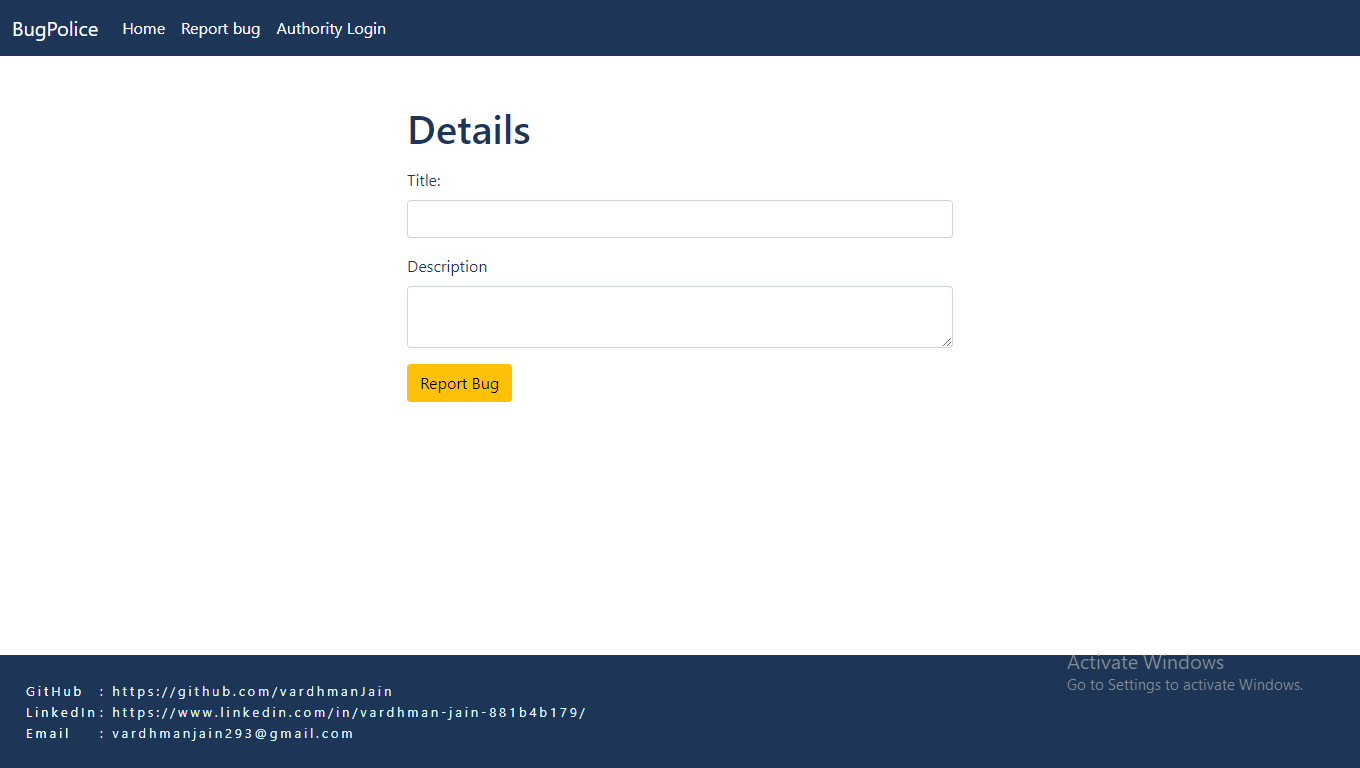 BugPolice Home Report bug Authority Login
Details
Title:
Description
Report Bug
Activate Windows
Go to Settings to activate Windows.
GitHub : https://github.com/vardhmanJain
LinkedIn : https://www.linkedin.com/in/vardhman-jain-881b4b179/
Email : vardhmanjain293@gmail.com